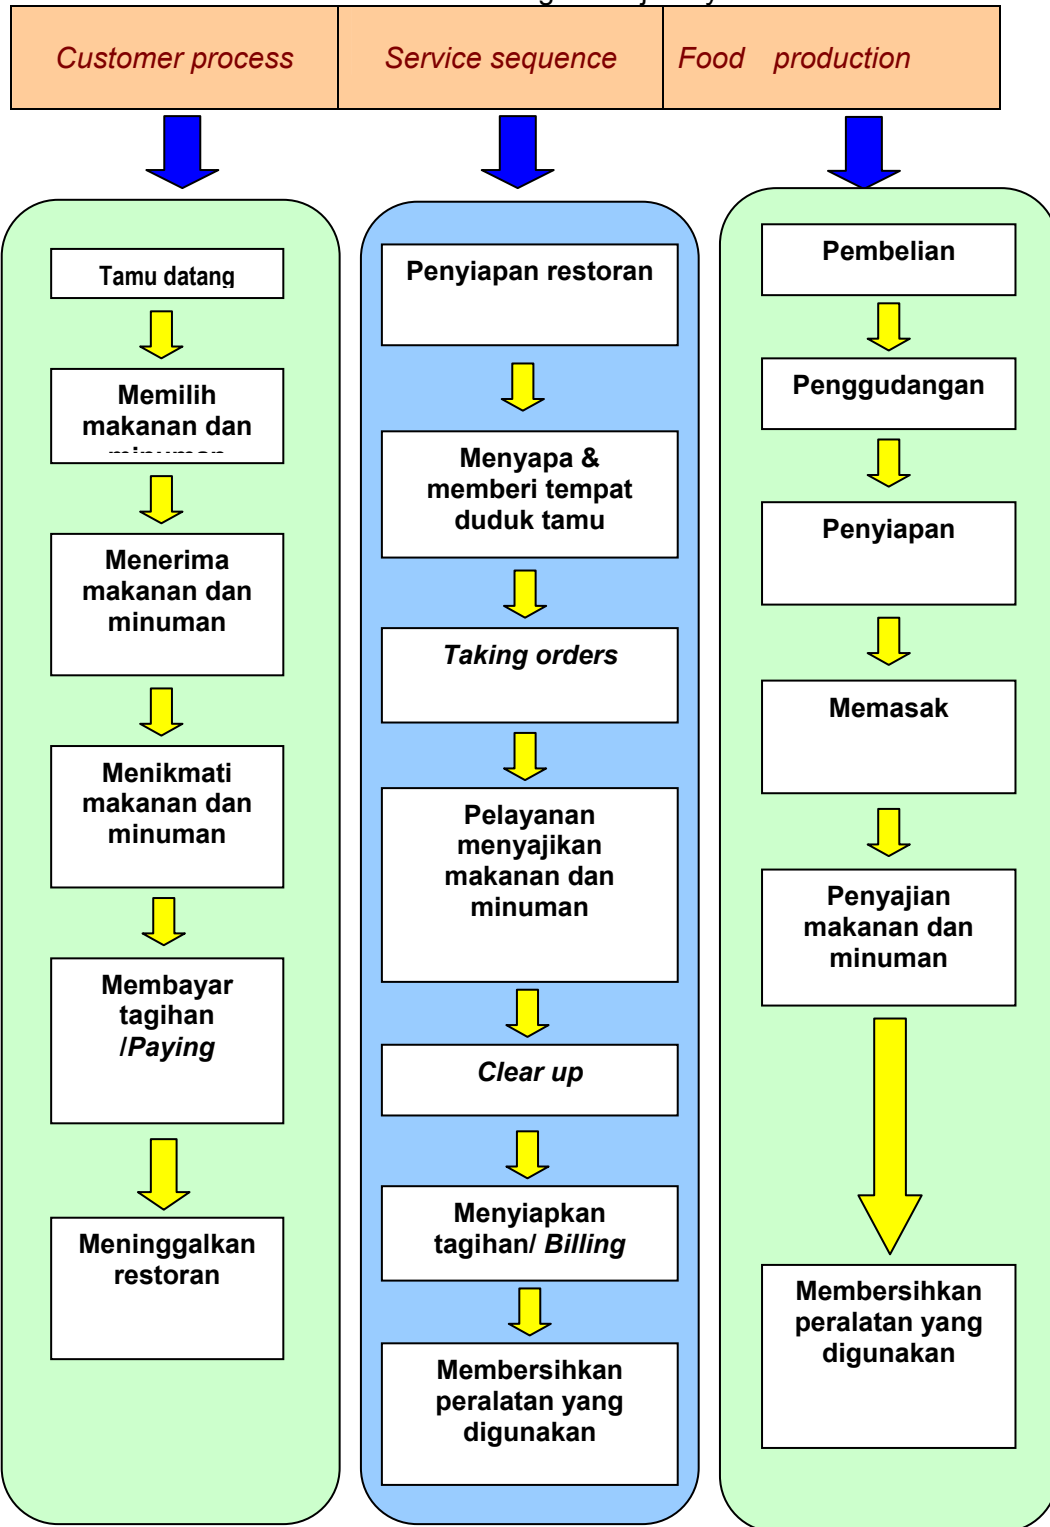 Customer process
Service sequence
Food production
Tamu datang
Memilih
makanan dan
Menerima
makanan dan
minuman
Menikmati
makanan dan
minuman
Membayar
tagihan
/Paying
Meninggalkan
restoran
Penyiapan restoran
Menyapa &
memberi tempat
duduk tamu
Taking orders
Pelayanan
menyajikan
makanan dan
minuman
Clear up
Menyiapkan
tagihan/ Billing
Membersihkan
peralatan yang
digunakan
Pembelian
Penggudangan
Penyiapan
Memasak
Penyajian
makanan dan
minuman
Membersihkan
peralatan yang
digunakan